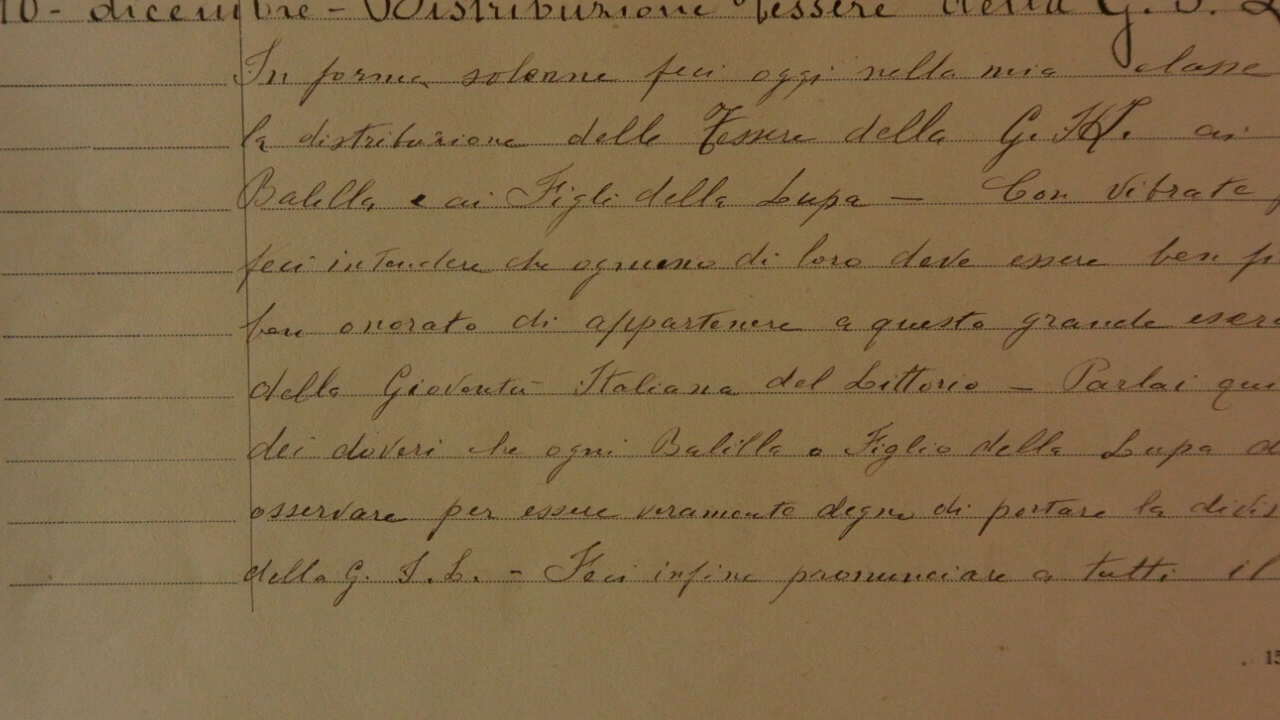 10- dicembre - Distribuzione Tessere della G. I. L
In forma solenne feci oggi nella mia classe
la distribuzione delle Tessere della G. ai
Balilla e ai Figli della Lupa — Con vibrate
feci intendere che ognuno di loro deve essere ben
ben onorato di appartenere a questo grande
della Gioventù Italiana del Littorio — Parlai
dei doveri che ogni Balilla o Figlio della Lupa
osservare per essere veramente degno di portare la
della G. I. L. - Feci infine pronunciare a tutti il
15